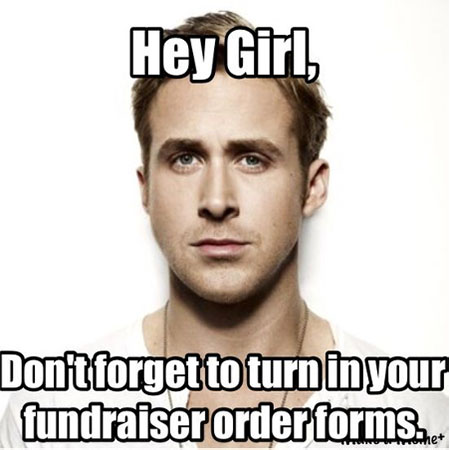 Hey Girl,
Don't forget to turn in your
fundraiser order forms.